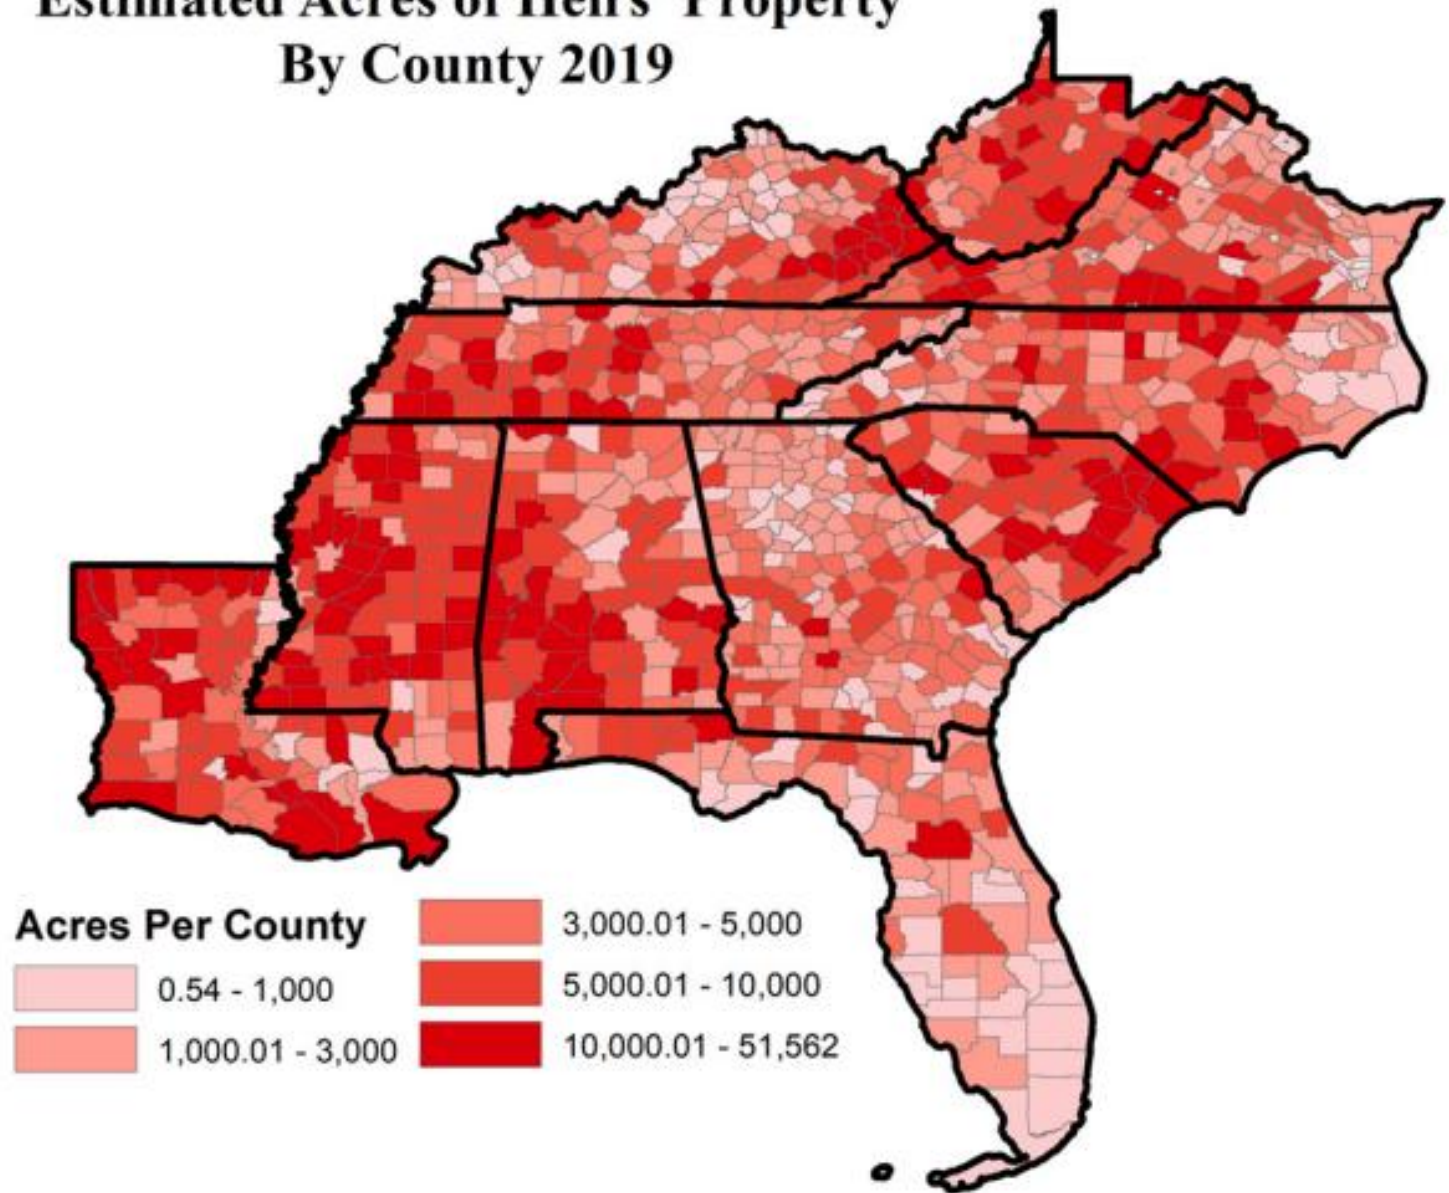 Estimated Acres of Heirs' Property
By County 2019
Acres Per County
0.54 - 1,000
1,000.01 - 3,000
3,000.01 - 5,000
5,000.01 - 10,000
10,000.01 - 51,562